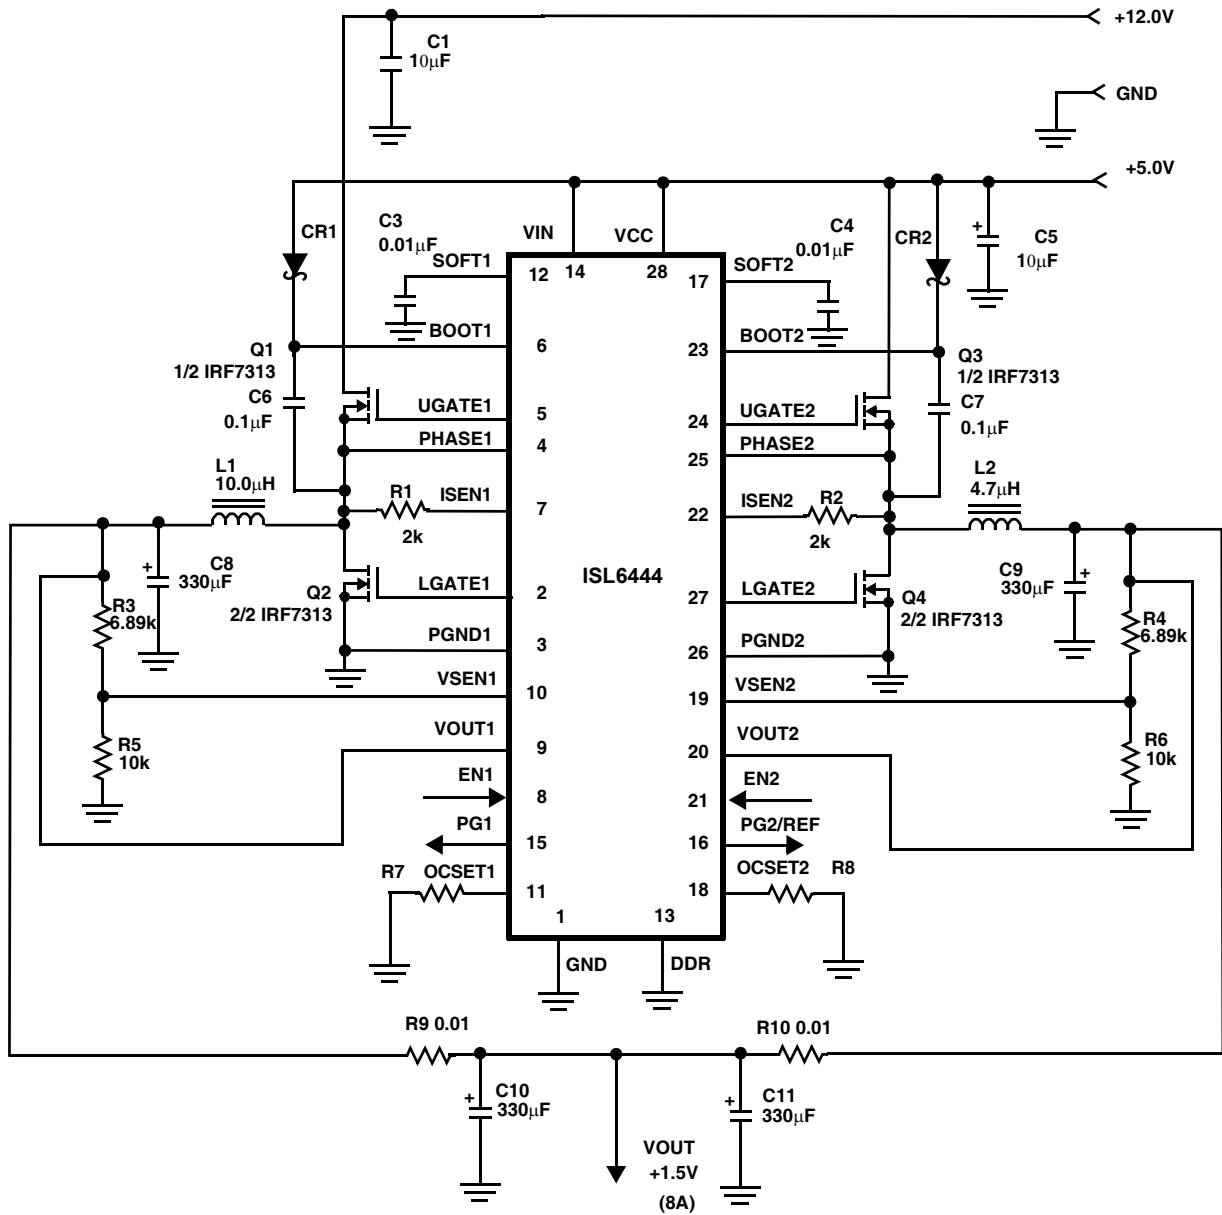 +12.0V
C1
10µF
GND
+5.0V
C3
0.01µF
C4
0.01µF
CR1
VIN
VCC
CR2
C5
10µF
+
SOFT1
12
14
28
17
SOFT2
BOOT1
6
23
BOOT2
Q1
1/2 IRF7313
C6
0.1µF
Q3
1/2 IRF7313
C7
0.1µF
UGATE1
5
24
UGATE2
PHASE1
4
25
PHASE2
L1
10.0µH
R1
2k
ISEN1
7
22
ISEN2
R2
2k
L2
4.7µH
ISL6444
+
C8
330µF
Q2
2/2 IRF7313
LGATE1
2
27
LGATE2
Q4
2/2 IRF7313
C9
330µF
+
R3
6.89k
R4
6.89k
PGND1
3
26
PGND2
VSEN1
10
19
VSEN2
R5
10k
R6
10k
VOUT1
9
20
VOUT2
EN1
8
21
EN2
PG1
15
16
PG2/REF
R7
OCSET1
11
18
OCSET2
R8
1
13
GND
DDR
R9 0.01
R10 0.01
+
C10
330µF
+
C11
330µF
VOUT
+1.5V
(8A)